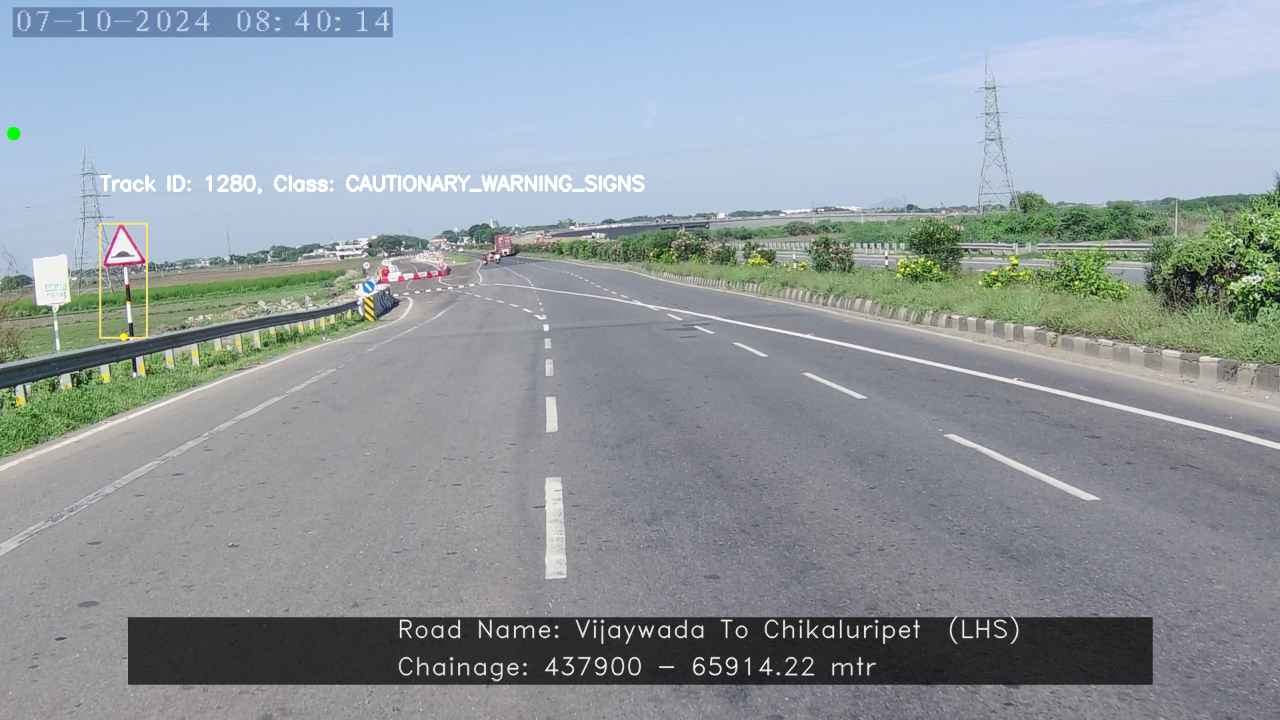 07-10-2024 08:40:14
Track ID: 1280, Class: CAUTIONARY_WARNING_SIGNS
Road Name: Vijaywada To Chikaluripet (LHS)
Chainage: 437900 - 65914.22 mtr